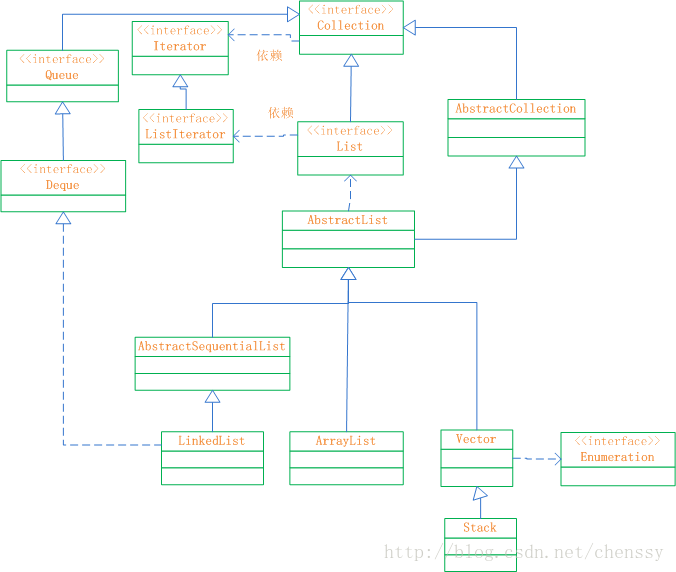 <<interface>>
Collection
<<interface>>
Iterator
依赖
<<interface>>
Queue
AbstractCollection
<<interface>>
ListIterator
依赖
<<interface>>
List
<<interface>>
Deque
AbstractList
AbstractSequentialList
LinkedList
ArrayList
Vector
<<interface>>
Enumeration
Stack
http://blog.csdn.net/chenssy